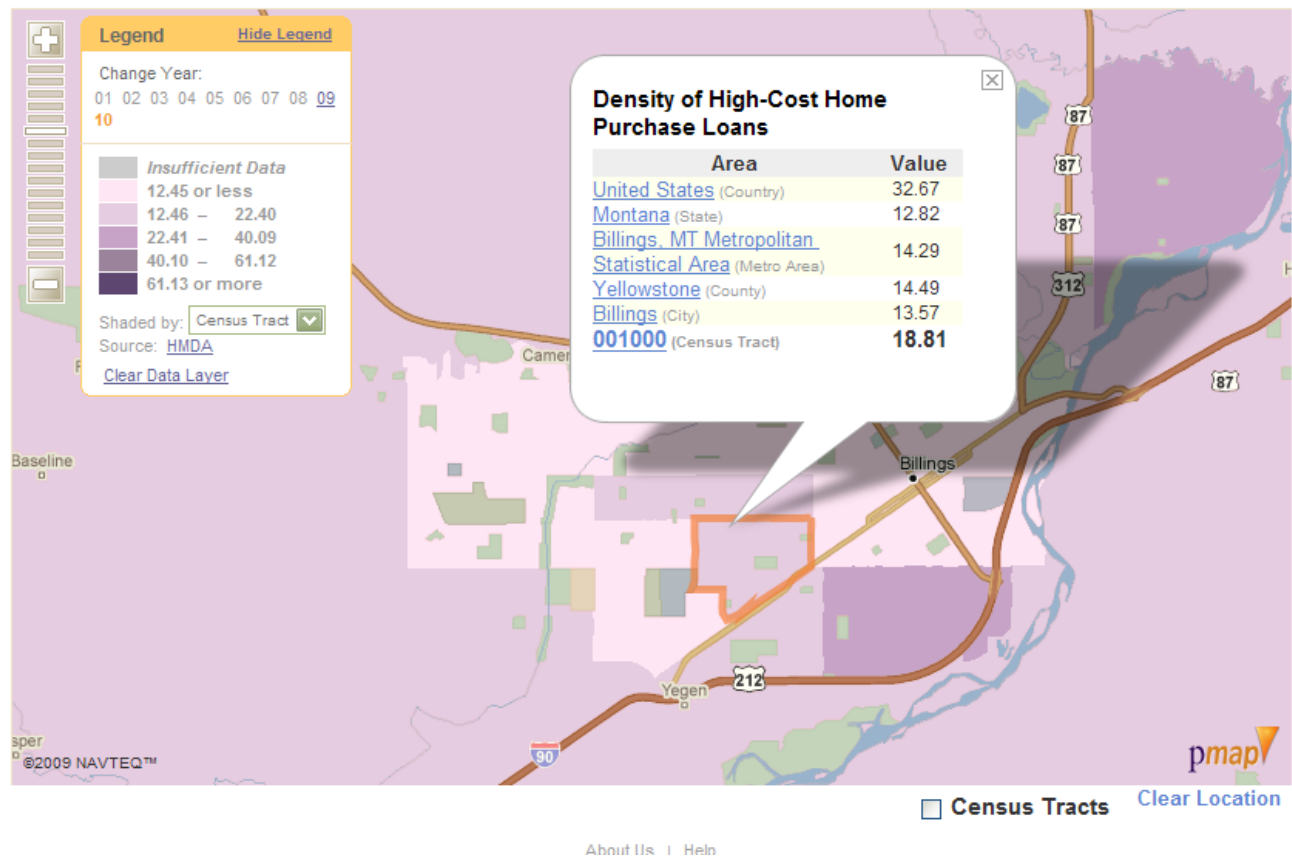 Legend Hide Legend
Change Year:
01 02 03 04 05 06 07 08 09
10
Insufficient Data
12.45 or less
12.46 – 22.40
22.41 – 40.09
40.10 – 61.12
61.13 or more
Shaded by: Census Tract
Source: HMDA
Clear Data Layer
Density of High-Cost Home
Purchase Loans
Area Value
United States (Country) 32.67
Montana (State) 12.82
Billings, MT Metropolitan
Statistical Area (Metro Area) 14.29
Yellowstone (County) 14.49
Billings (City) 13.57
001000 (Census Tract) 18.81
87
87
87
312
87
Baseline
Billings
Yegen
212
90
©2009 NAVTEQ™
pmap
Census Tracts Clear Location
About Us | Help